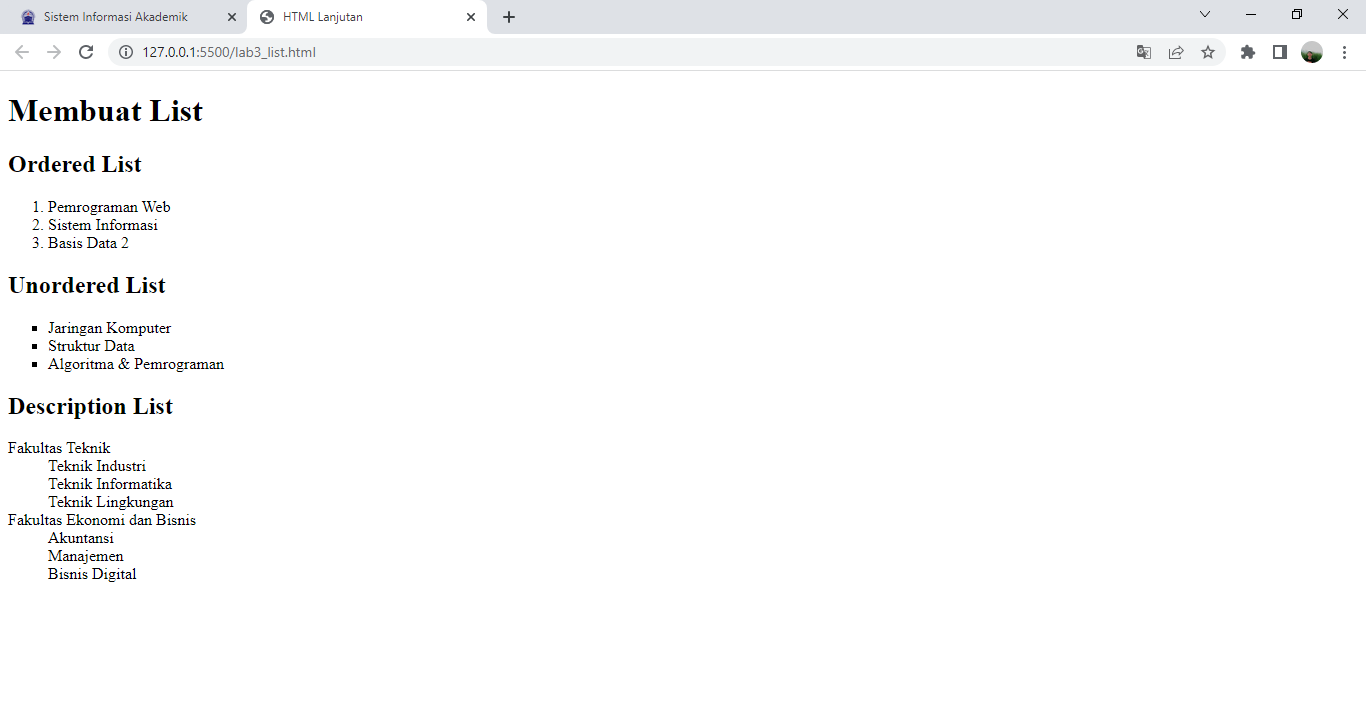 Sistem Informasi Akademik
HTML Lanjutan
127.0.0.1:5500/lab3_list.html
Membuat List
Ordered List
1. Pemrograman Web
2. Sistem Informasi
3. Basis Data 2
Unordered List
▪ Jaringan Komputer
▪ Struktur Data
▪ Algoritma & Pemrograman
Description List
Fakultas Teknik
Teknik Industri
Teknik Informatika
Teknik Lingkungan
Fakultas Ekonomi dan Bisnis
Akuntansi
Manajemen
Bisnis Digital